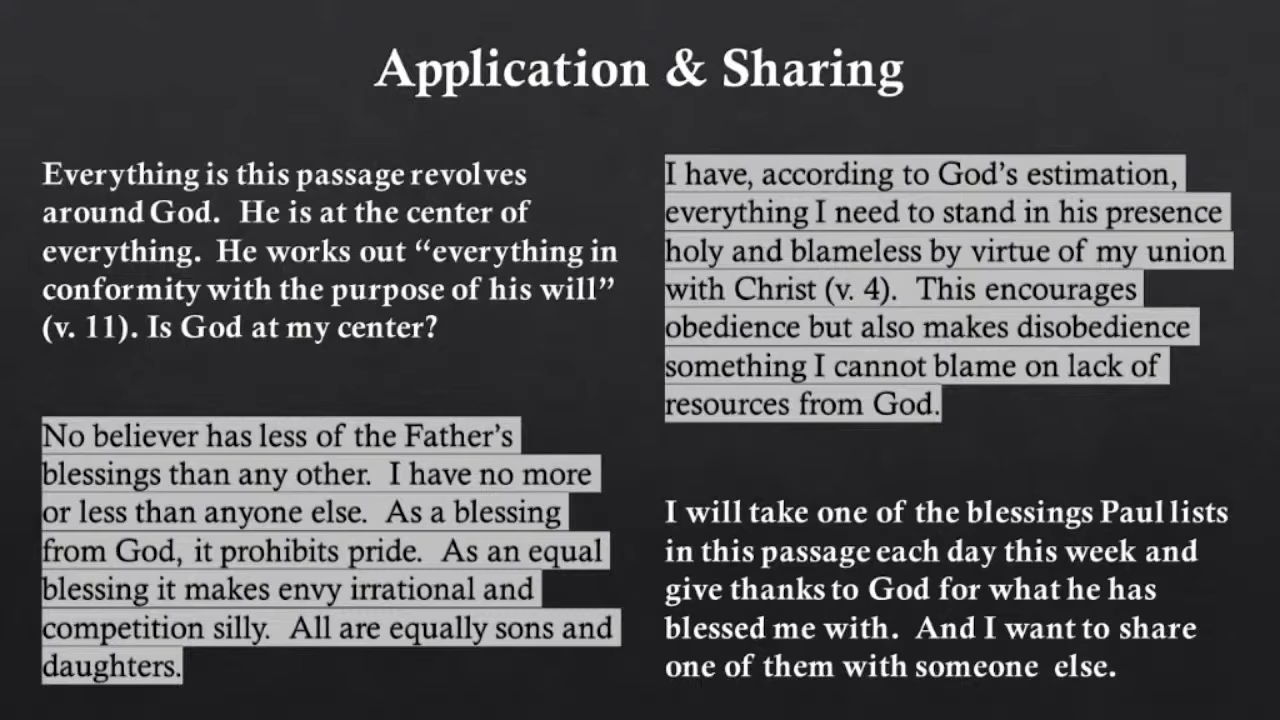 Application & Sharing
Everything is this passage revolves
around God.  He is at the center of
everything.  He works out “everything in
conformity with the purpose of his will”
(v. 11). Is God at my center?
No believer has less of the Father’s
blessings than any other.  I have no more
or less than anyone else.  As a blessing
from God, it prohibits pride.  As an equal
blessing it makes envy irrational and
competition silly.  All are equally sons and
daughters.
I have, according to God’s estimation,
everything I need to stand in his presence
holy and blameless by virtue of my union
with Christ (v. 4).  This encourages
obedience but also makes disobedience
something I cannot blame on lack of
resources from God.
I will take one of the blessings Paul lists
in this passage each day this week and
give thanks to God for what he has
blessed me with.  And I want to share
one of them with someone  else.